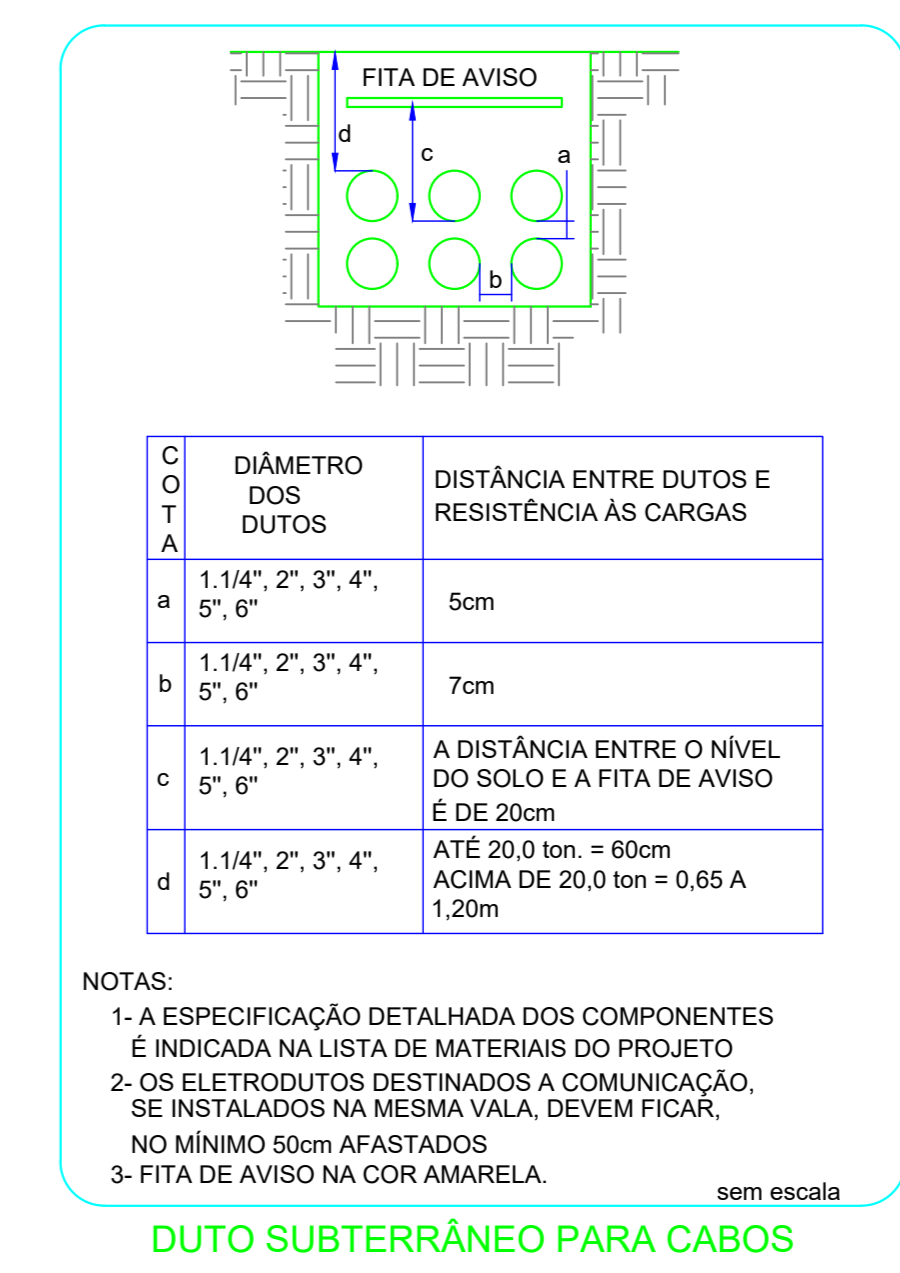 FITA DE AVISO
d
c
a
b
C
O
T
A
DIÂMETRO
DOS
DUTOS
DISTÂNCIA ENTRE DUTOS E
RESISTÊNCIA ÀS CARGAS
a
1.1/4", 2", 3", 4",
5", 6"
5cm
b
1.1/4", 2", 3", 4",
5", 6"
7cm
c
1.1/4", 2", 3", 4",
5", 6"
A DISTÂNCIA ENTRE O NÍVEL
DO SOLO E A FITA DE AVISO
É DE 20cm
d
1.1/4", 2", 3", 4",
5", 6"
ATÉ 20,0 ton. = 60cm
ACIMA DE 20,0 ton = 0,65 A
1,20m
NOTAS:
1- A ESPECIFICAÇÃO DETALHADA DOS COMPONENTES
É INDICADA NA LISTA DE MATERIAIS DO PROJETO
2- OS ELETRODUTOS DESTINADOS A COMUNICAÇÃO,
SE INSTALADOS NA MESMA VALA, DEVEM FICAR,
NO MÍNIMO 50cm AFASTADOS
3- FITA DE AVISO NA COR AMARELA.
sem escala
DUTO SUBTERRÂNEO PARA CABOS